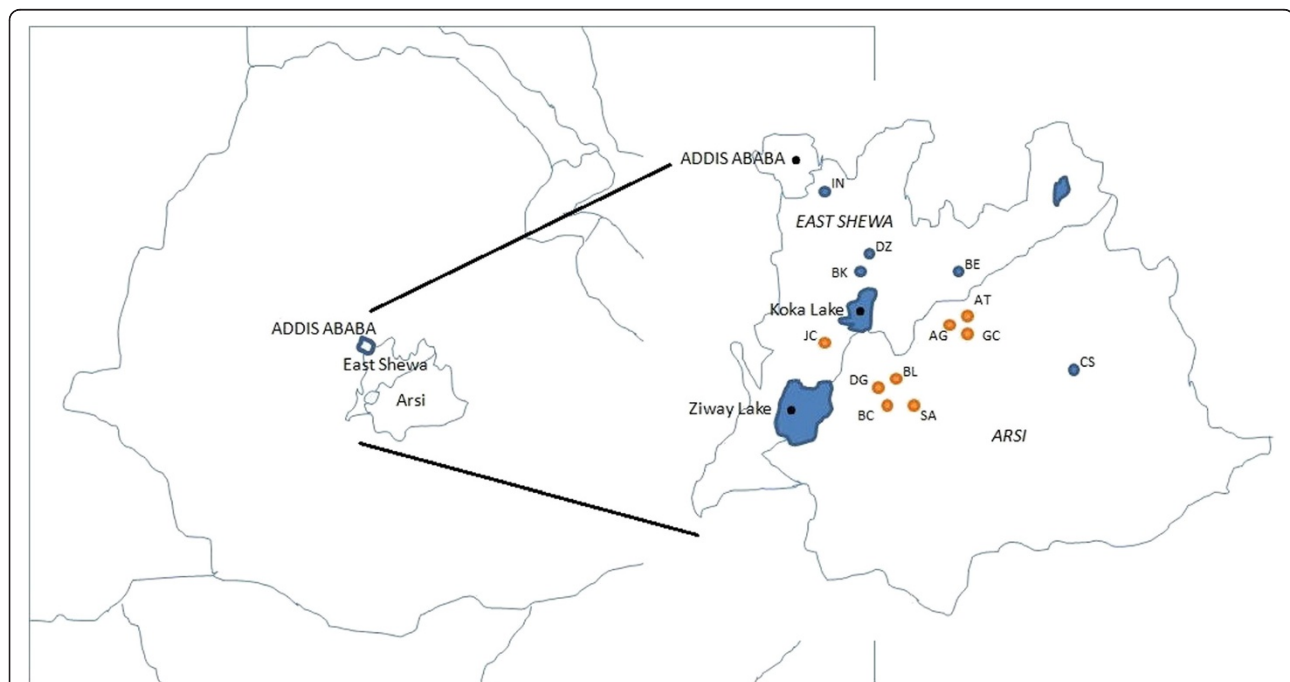 ADDIS ABABA
East Shewa
Arsi
ADDIS ABABA
IN
EAST SHEWA
DZ
BK
BE
Koka Lake
AT
AG
GC
JC
CS
BL
DG
Ziway Lake
BC
SA
ARSI